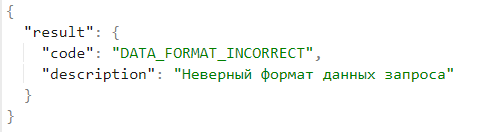 {
"result": {
"code": "DATA_FORMAT_INCORRECT",
"description": "Неверный формат данных запроса"
}
}